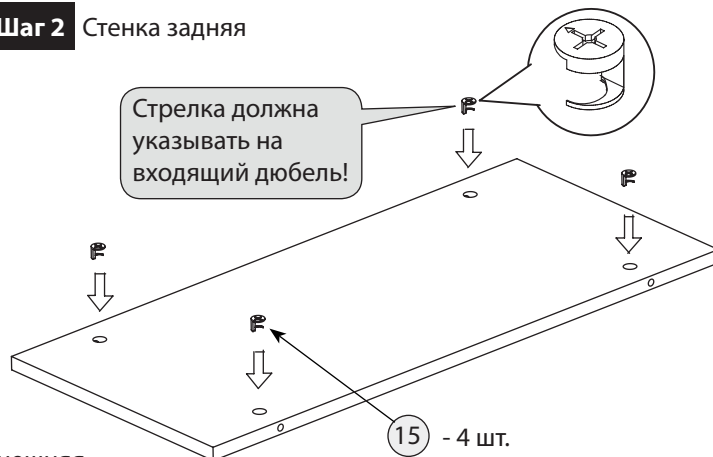 Шаг 2 Стенка задняя
Стрелка должна
указывать на
входящий дюбель!
15 - 4 шт.